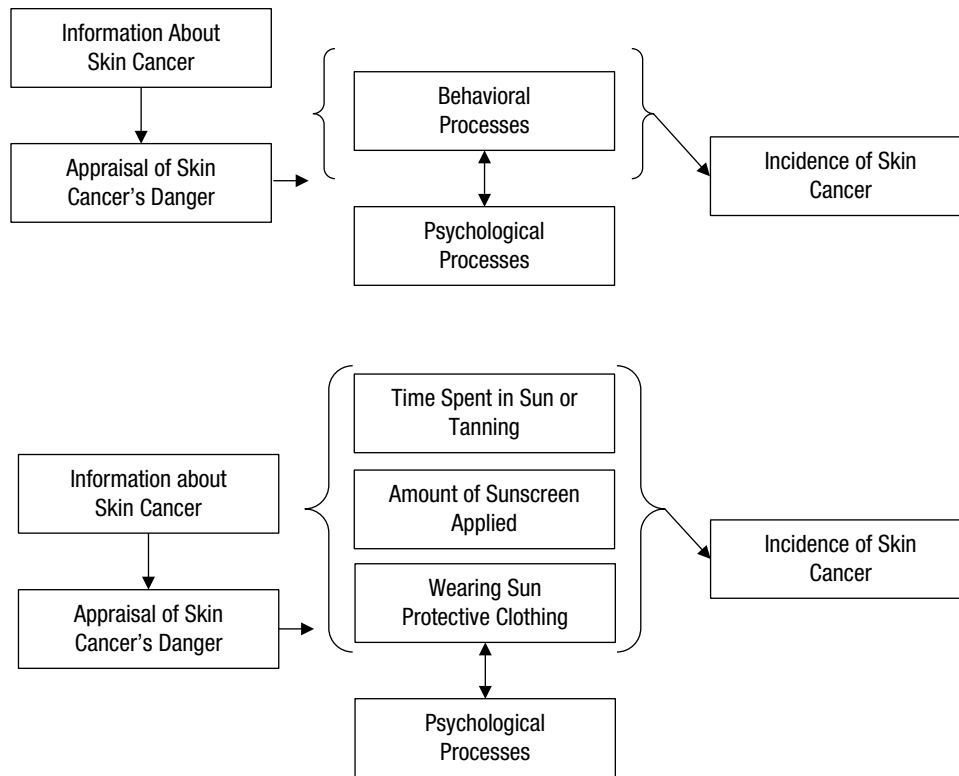 Information About
Skin Cancer
Behavioral
Processes
Appraisal of Skin
Cancer’s Danger
Incidence of Skin
Cancer
Psychological
Processes
Time Spent in Sun or
Tanning
Information about
Skin Cancer
Amount of Sunscreen
Applied
Incidence of Skin
Cancer
Wearing Sun
Protective Clothing
Appraisal of Skin
Cancer’s Danger
Psychological
Processes